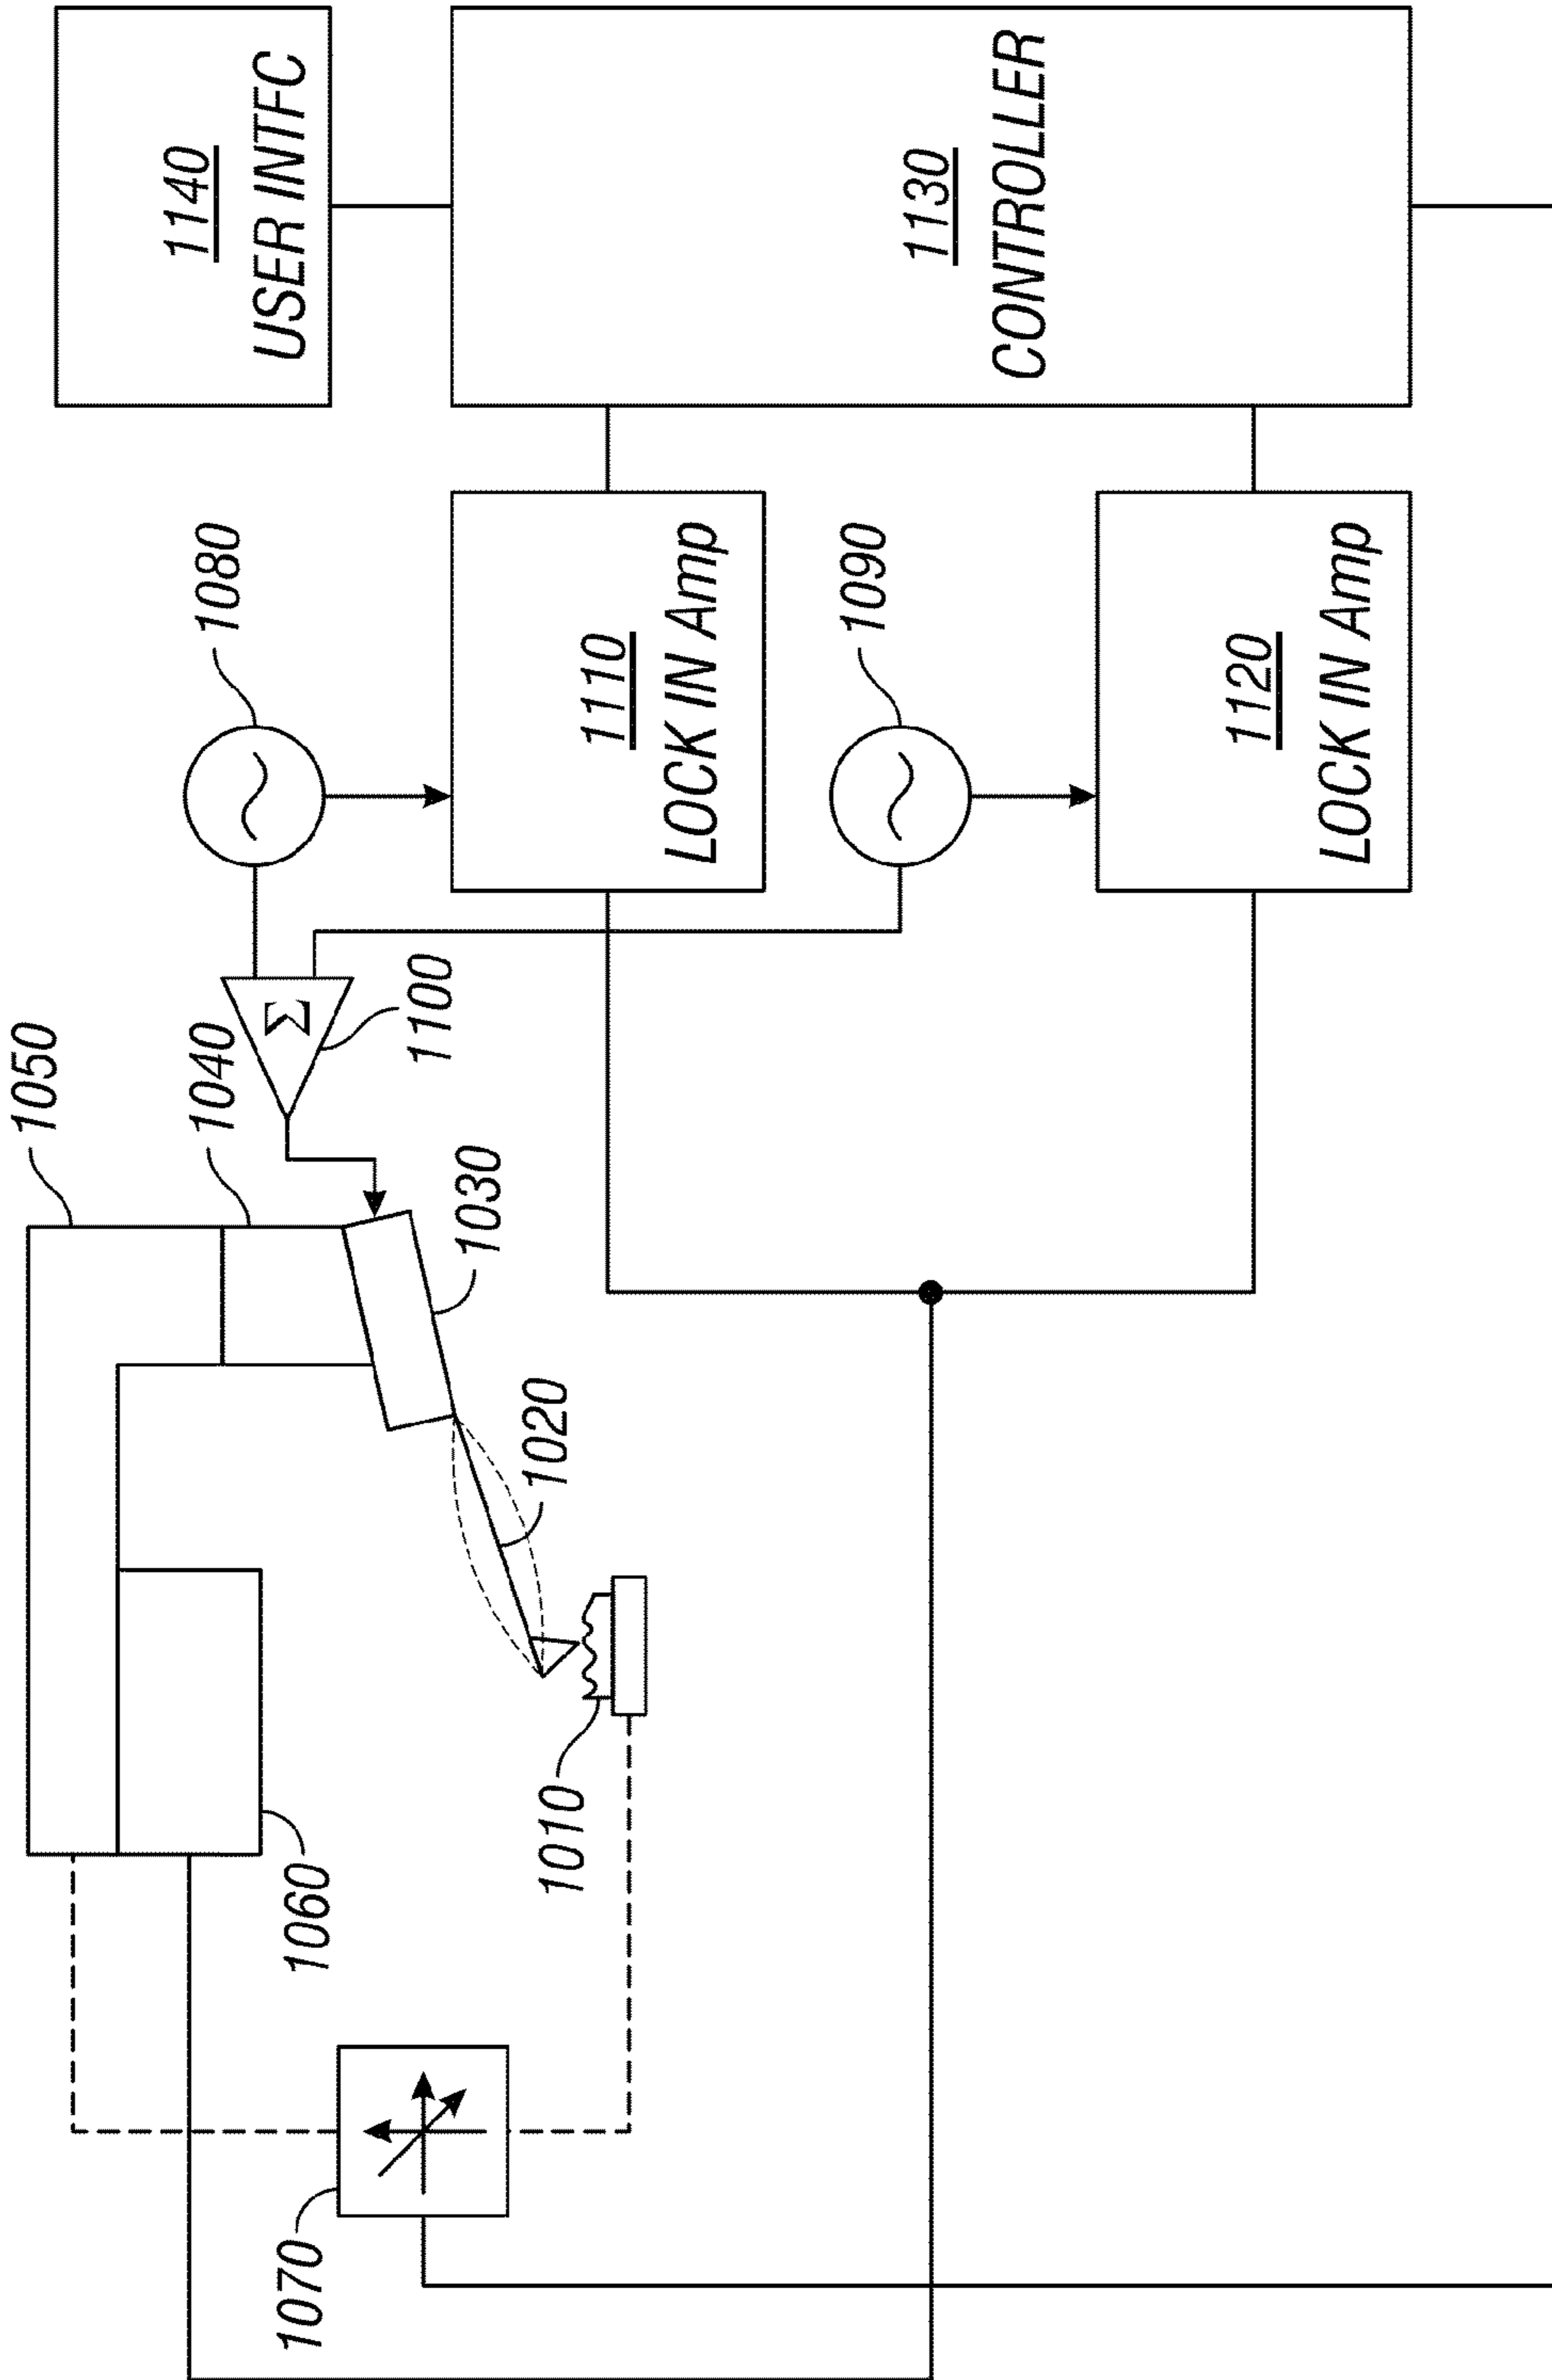 1050
1040
1080
1140
USER INTFC
1060
1030
1100
1070
1020
1110
LOCK IN Amp
1010
1090
1130
CONTROLLER
1120
LOCK IN Amp
Σ